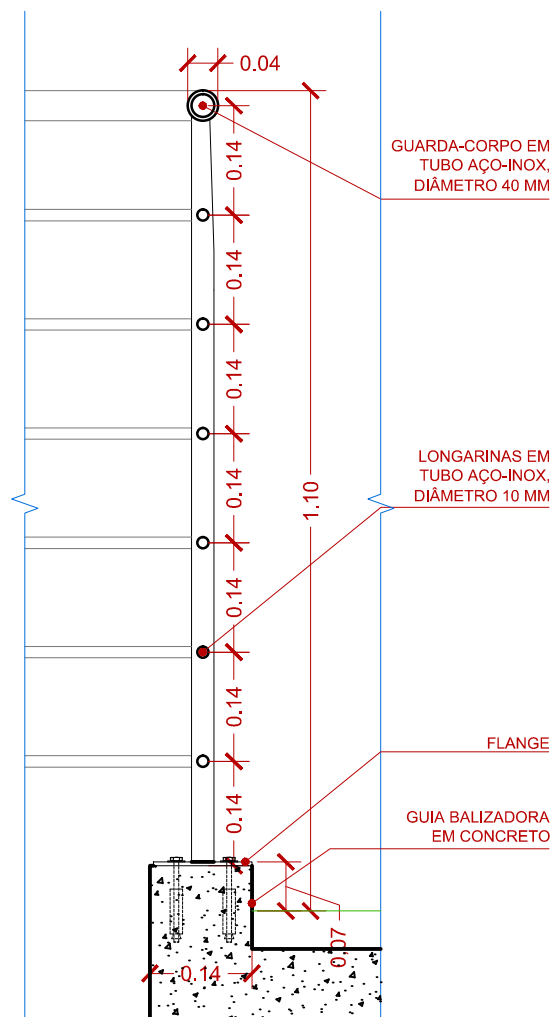 0.04
GUARDA-CORPO EM
TUBO AÇO-INOX,
DIÂMETRO 40 MM
0.14
0.14
0.14
0.14
0.14
0.14
0.14
1.10
LONGARINAS EM
TUBO AÇO-INOX,
DIÂMETRO 10 MM
FLANGE
GUIA BALIZADORA
EM CONCRETO
0.07
0.14